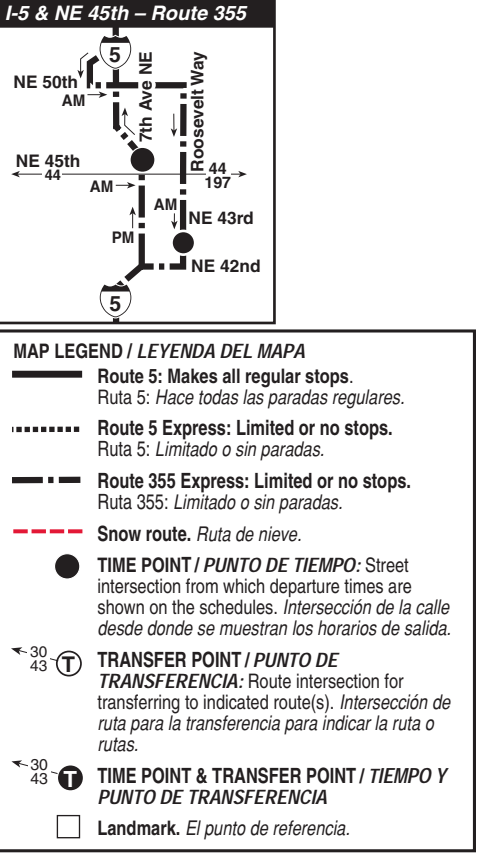 I-5 & NE 45th – Route 355
5
NE 50th
AM
7th Ave NE
Roosevelt Way
NE 45th
44
44
197
AM
AM
NE 43rd
PM
NE 42nd
5
MAP LEGEND / LEYENDA DEL MAPA
Route 5: Makes all regular stops.
Ruta 5: Hace todas las paradas regulares.
Route 5 Express: Limited or no stops.
Ruta 5: Limitado o sin paradas.
Route 355 Express: Limited or no stops.
Ruta 355: Limitado o sin paradas.
Snow route. Ruta de nieve.
TIME POINT / PUNTO DE TIEMPO: Street
intersection from which departure times are
shown on the schedules. Intersección de la calle
desde donde se muestran los horarios de salida.
30
43 T
TRANSFER POINT / PUNTO DE
TRANSFERENCIA: Route intersection for
transferring to indicated route(s). Intersección de
ruta para la transferencia para indicar la ruta o
rutas.
30
43 T
TIME POINT & TRANSFER POINT / TIEMPO Y
PUNTO DE TRANSFERENCIA
Landmark. El punto de referencia.